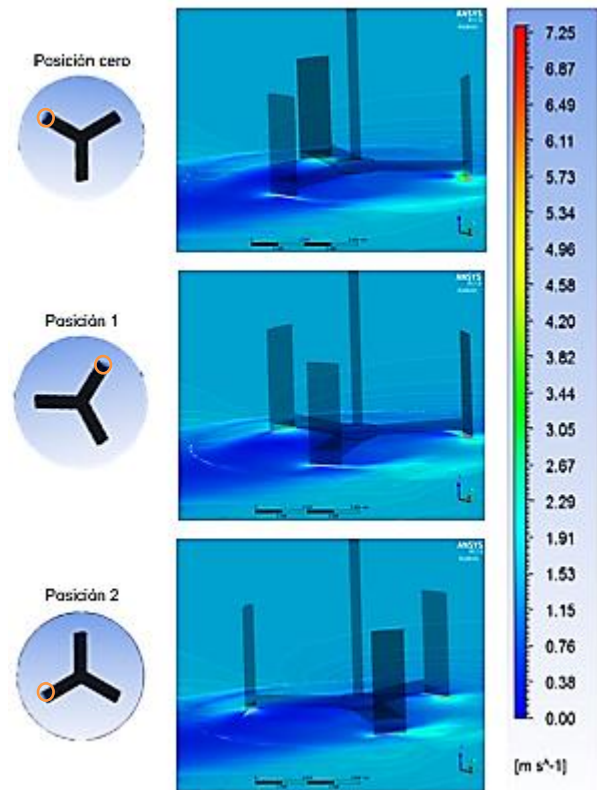 Posición cero
ANSYS
Posición 1
ANSYS
Posición 2
ANSYS
7.25
6.87
6.49
6.11
5.73
5.34
4.96
4.58
4.20
3.82
3.44
3.05
2.67
2.29
1.91
1.53
1.15
0.76
0.38
0.00
[m s^-1]